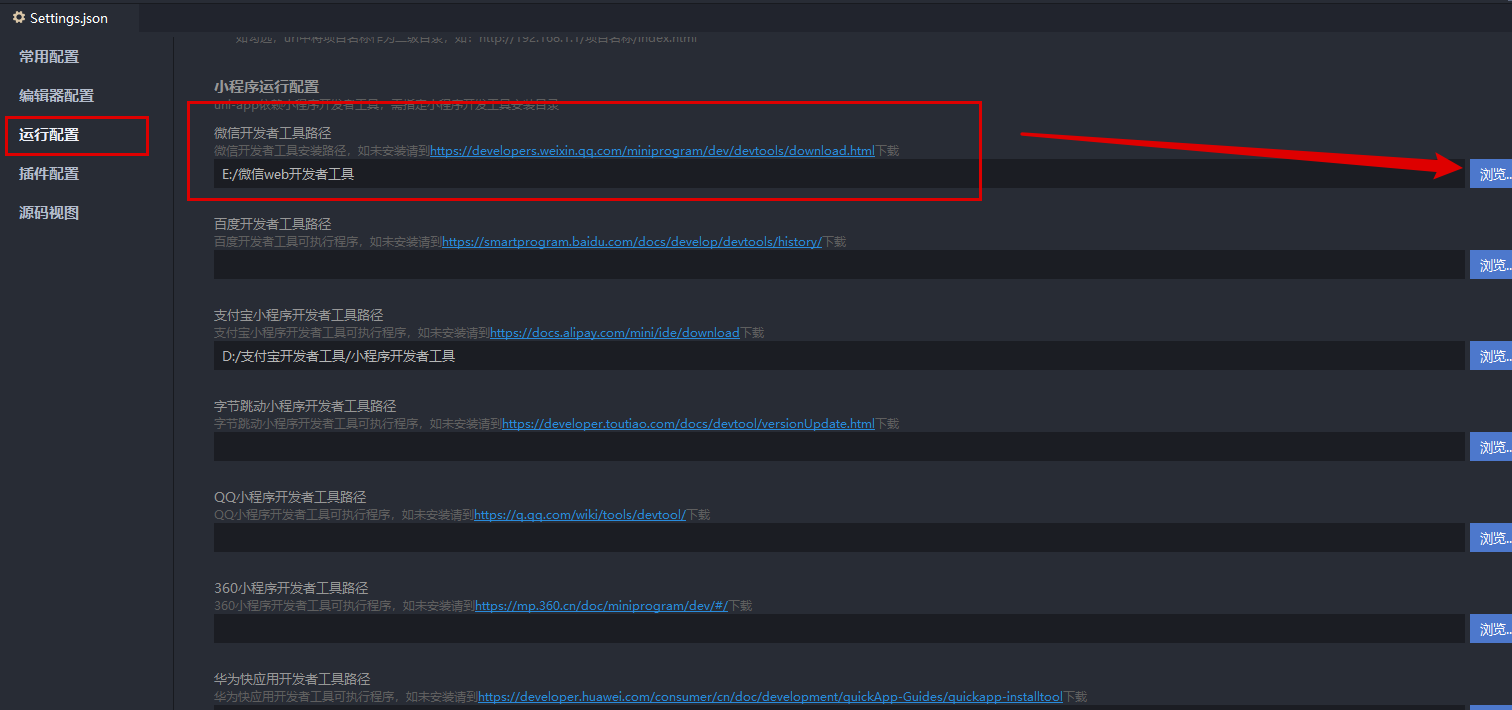 Settings.json
常用配置
编辑器配置
运行配置
插件配置
源码视图
如勾选，url中将项目名称作为二级目录，如：http://192.168.1.1/项目名称/index.html
小程序运行配置
uni-app依赖小程序开发者工具，需指定小程序开发工具安装目录
微信开发者工具路径
微信开发者工具安装路径，如未安装请到https://developers.weixin.qq.com/miniprogram/dev/devtools/download.html下载
E:/微信web开发者工具
浏览..
百度开发者工具路径
百度开发者工具可执行程序，如未安装请到https://smartprogram.baidu.com/docs/develop/devtools/history/下载
浏览..
支付宝小程序开发者工具路径
支付宝小程序开发者工具可执行程序，如未安装请到https://docs.alipay.com/mini/ide/download下载
D:/支付宝开发者工具/小程序开发者工具
浏览..
字节跳动小程序开发者工具路径
字节跳动小程序开发者工具可执行程序，如未安装请到https://developer.toutiao.com/docs/devtool/versionUpdate.html下载
浏览..
QQ小程序开发者工具路径
QQ小程序开发者工具可执行程序，如未安装请到https://q.qq.com/wiki/tools/devtool/下载
浏览..
360小程序开发者工具路径
360小程序开发者工具可执行程序，如未安装请到https://mp.360.cn/doc/miniprogram/dev/#/下载
浏览..
华为快应用开发者工具路径
华为快应用开发者工具可执行程序，如未安装请到https://developer.huawei.com/consumer/cn/doc/development/quickApp-Guides/quickapp-installtool下载